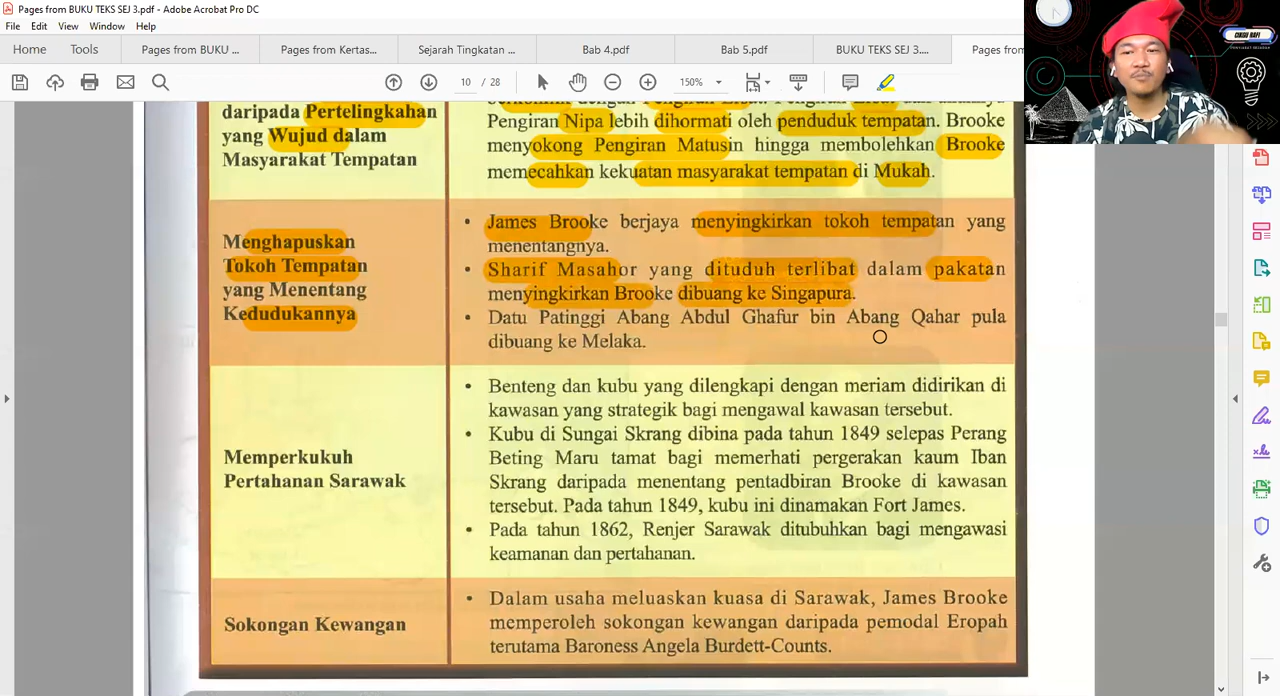 Pages from BUKU TEKS SEJ 3.pdf - Adobe Acrobat Pro DC
File Edit View Window Help
Home Tools Pages from BUKU ... Pages from Kertas... Sejarah Tingkatan ... Bab 4.pdf Bab 5.pdf BUKU TEKS SEJ 3.... Pages from
10 / 28 150%
CIKGU RAFI
daripada Pertelingkahan
yang Wujud dalam
Masyarakat Tempatan
Pengiran Nipa lebih dihormati oleh penduduk tempatan. Brooke
menyokong Pengiran Matusin hingga membolehkan Brooke
memecahkan kekuatan masyarakat tempatan di Mukah.
Menghapuskan
Tokoh Tempatan
yang Menentang
Kedudukannya
• James Brooke berjaya menyingkirkan tokoh tempatan yang
menentangnya.
• Sharif Masahor yang dituduh terlibat dalam pakatan
menyingkirkan Brooke dibuang ke Singapura.
• Datu Patinggi Abang Abdul Ghafur bin Abang Qahar pula
dibuang ke Melaka.
Memperkukuh
Pertahanan Sarawak
• Benteng dan kubu yang dilengkapi dengan meriam didirikan di
kawasan yang strategik bagi mengawal kawasan tersebut.
• Kubu di Sungai Skrang dibina pada tahun 1849 selepas Perang
Beting Maru tamat bagi memerhati pergerakan kaum Iban
Skrang daripada menentang pentadbiran Brooke di kawasan
tersebut. Pada tahun 1849, kubu ini dinamakan Fort James.
• Pada tahun 1862, Renjer Sarawak ditubuhkan bagi mengawasi
keamanan dan pertahanan.
Sokongan Kewangan
• Dalam usaha meluaskan kuasa di Sarawak, James Brooke
memperoleh sokongan kewangan daripada pemodal Eropah
terutama Baroness Angela Burdett-Counts.